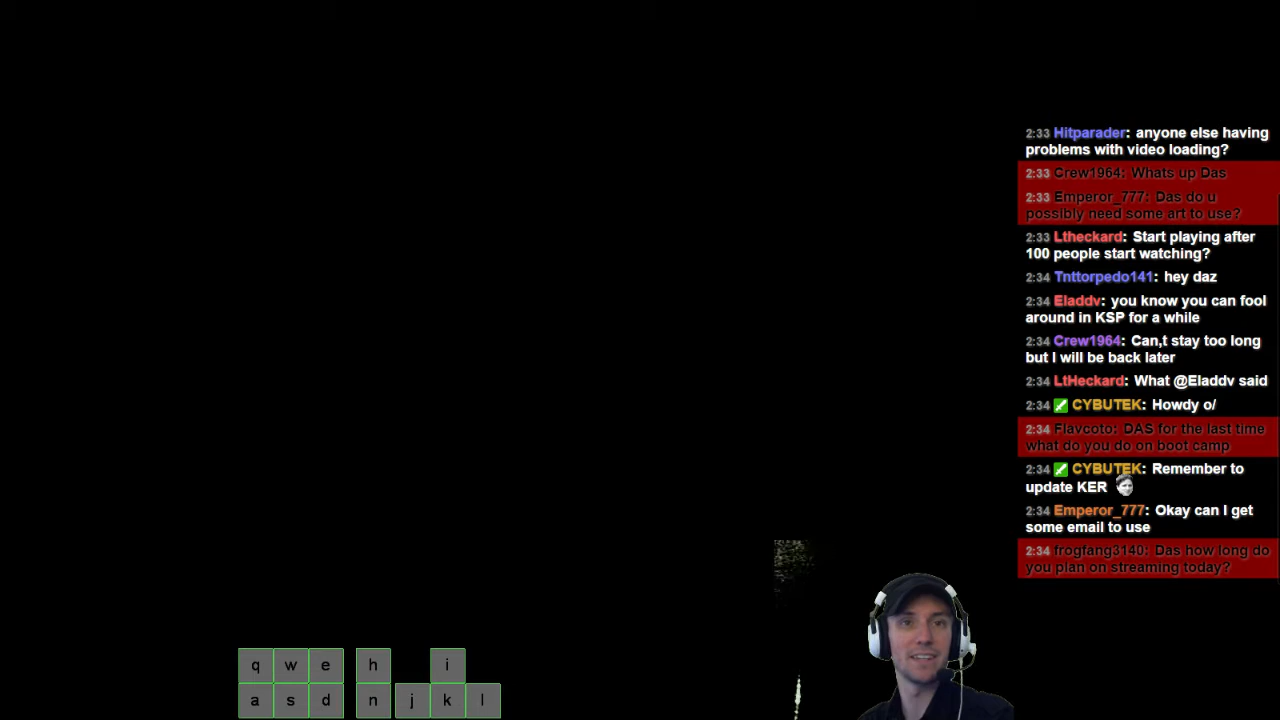 2:33 Hitparader: anyone else having
problems with video loading?
2:33 Crew1964: Whats up Das
2:33 Emperor_777: Das do u
possibly need some art to use?
2:33 Ltheckard: Start playing after
100 people start watching?
2:34 Tnttorpedo141: hey daz
2:34 Eladdv: you know you can fool
around in KSP for a while
2:34 Crew1964: Can,t stay too long
but I will be back later
2:34 LtHeckard: What @Eladdv said
2:34 CYBUTEK: Howdy o/
2:34 Flavcoto: DAS for the last time
what do you do on boot camp
2:34 CYBUTEK: Remember to
update KER
2:34 Emperor_777: Okay can I get
some email to use
2:34 frogfang3140: Das how long do
you plan on streaming today?
q w e h i
a s d n j k l